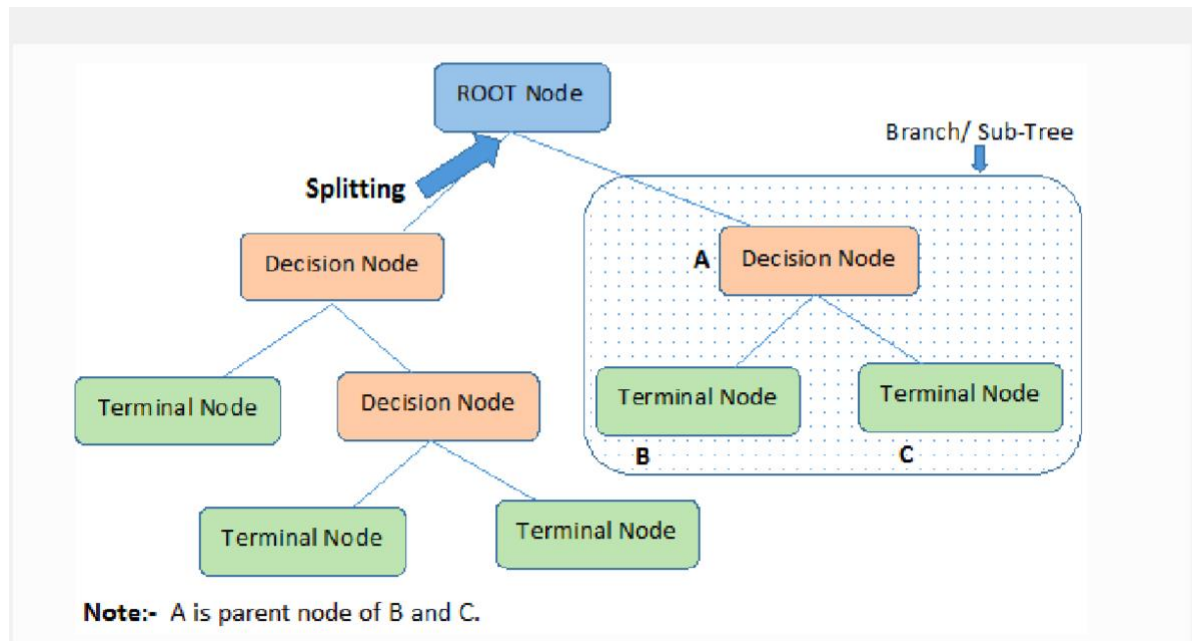 ROOT Node
Branch/ Sub-Tree
Splitting
Decision Node
A
Decision Node
Terminal Node
Decision Node
Terminal Node
Terminal Node
B
C
Terminal Node
Terminal Node
Note:- A is parent node of B and C.